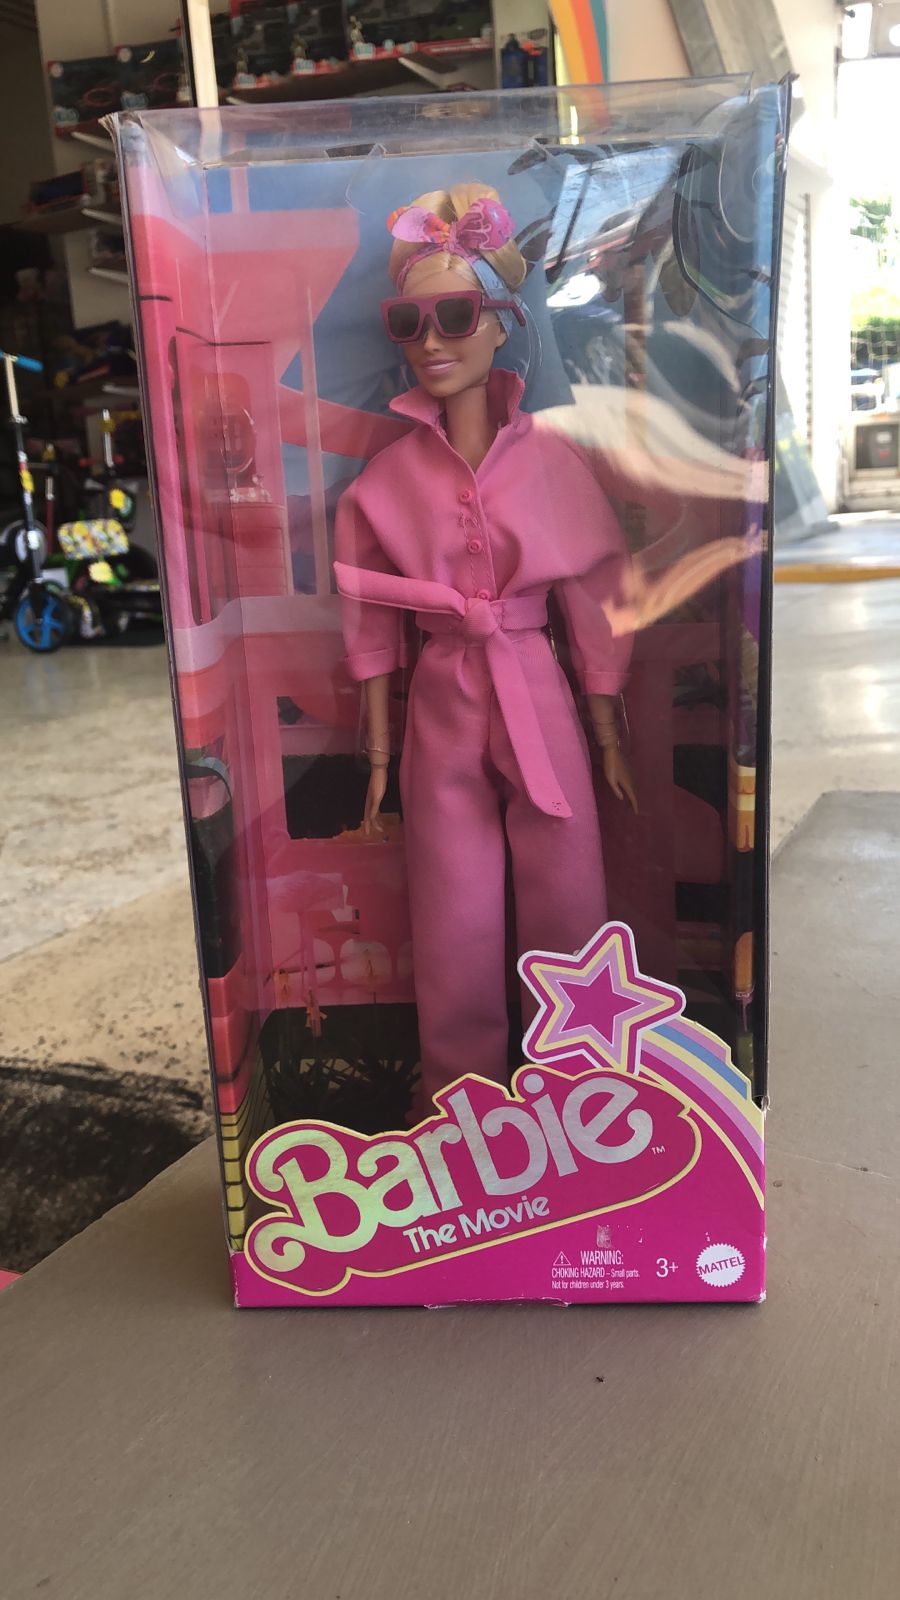 Barbie™
The Movie
WARNING:
CHOKING HAZARD – Small parts.
Not for children under 3 years.
3+
MATTEL